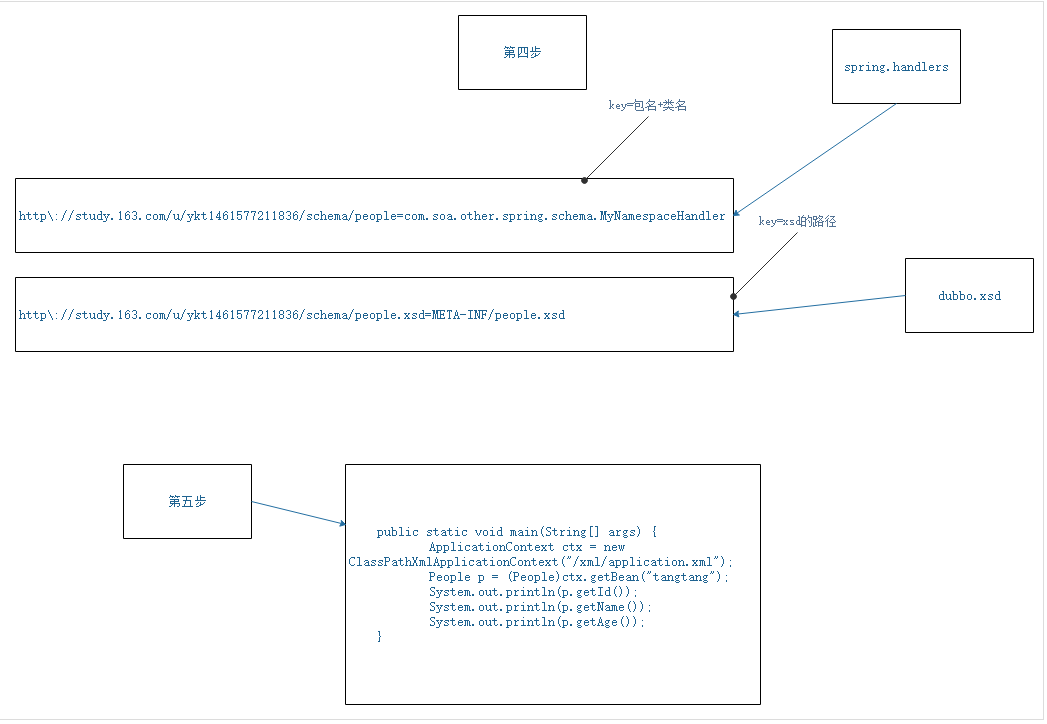 第四步
spring.handlers
key=包名+类名
http\://study.163.com/u/ykt1461577211836/schema/people=com.soa.other.spring.schema.MyNamespaceHandler
key=xsd的路径
dubbo.xsd
http\://study.163.com/u/ykt1461577211836/schema/people.xsd=META-INF/people.xsd
第五步
public static void main(String[] args) {
ApplicationContext ctx = new
ClassPathXmlApplicationContext("/xml/application.xml");
People p = (People)ctx.getBean("tangtang");
System.out.println(p.getId());
System.out.println(p.getName());
System.out.println(p.getAge());
}